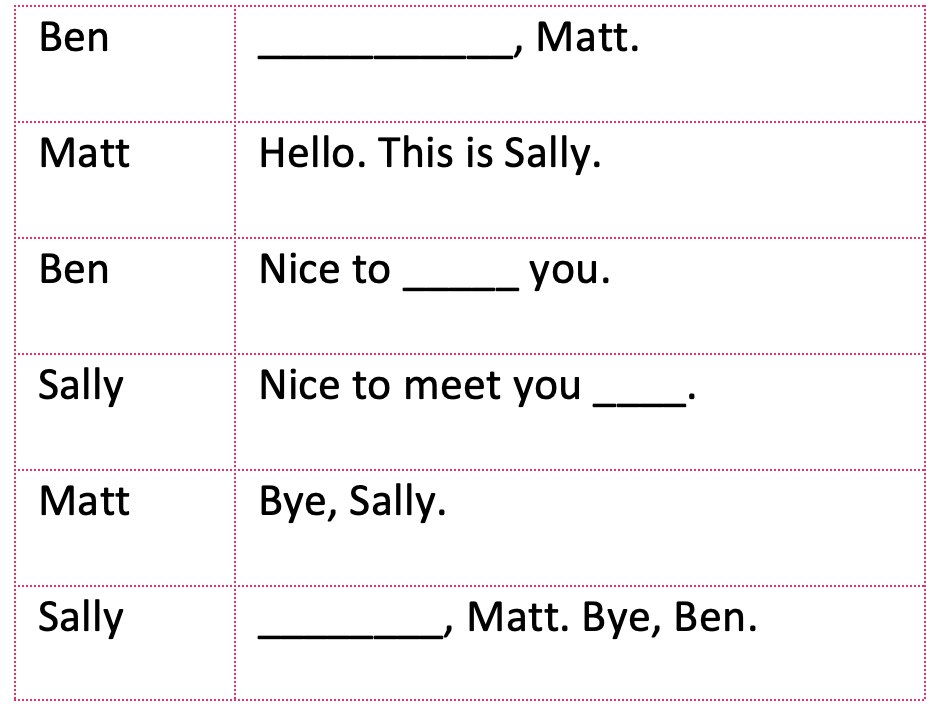 Ben ____________, Matt.
Matt Hello. This is Sally.
Ben Nice to _____ you.
Sally Nice to meet you ____.
Matt Bye, Sally.
Sally ________, Matt. Bye, Ben.